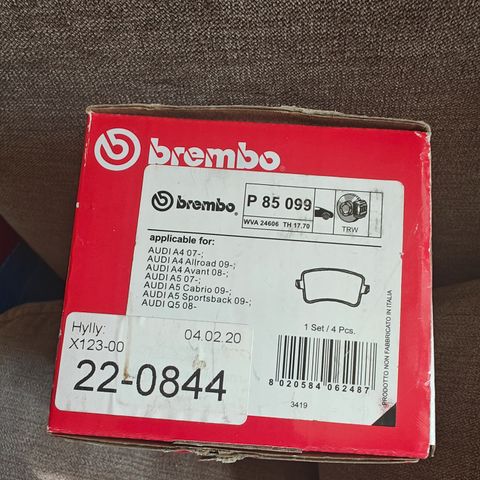 brembo
brembo
P 85 099
WVA 24606 TH 17.70
TRW
applicable for:
AUDI A4 07-;
AUDI A4 Allroad 09-;
AUDI A4 Avant 08-;
AUDI A5 07-;
AUDI A5 Cabrio 09-;
AUDI A5 Sportsback 09-;
AUDI Q5 08-
1 Set / 4 Pcs.
8 020584 062487
3419
PRODOTTO NON FABBRICATO IN ITALIA
Hylly:
04.02.20
X123-00
22-0844